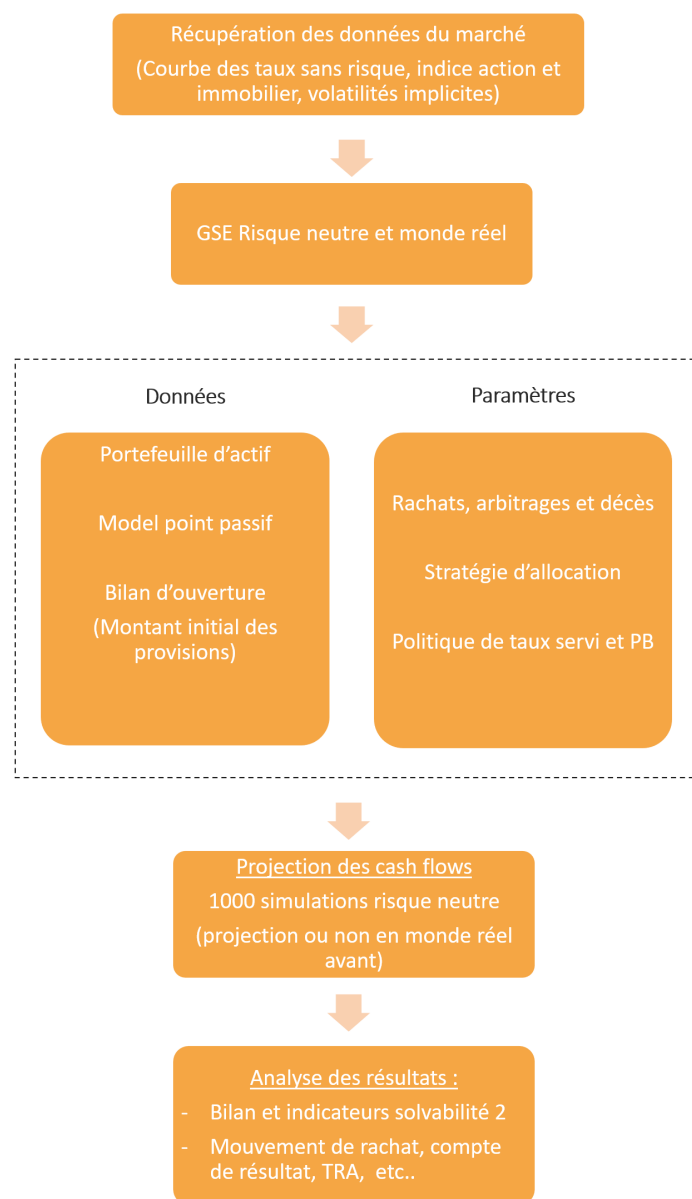 Récupération des données du marché
(Courbe des taux sans risque, indice action et
immobilier, volatilités implicites)
GSE Risque neutre et monde réel
Données
Portefeuille d’actif
Model point passif
Bilan d’ouverture
(Montant initial des
provisions)
Paramètres
Rachats, arbitrages et décès
Stratégie d’allocation
Politique de taux servi et PB
Projection des cash flows
1000 simulations risque neutre
(projection ou non en monde réel
avant)
Analyse des résultats :
- Bilan et indicateurs solvabilité 2
- Mouvement de rachat, compte
de résultat, TRA, etc..